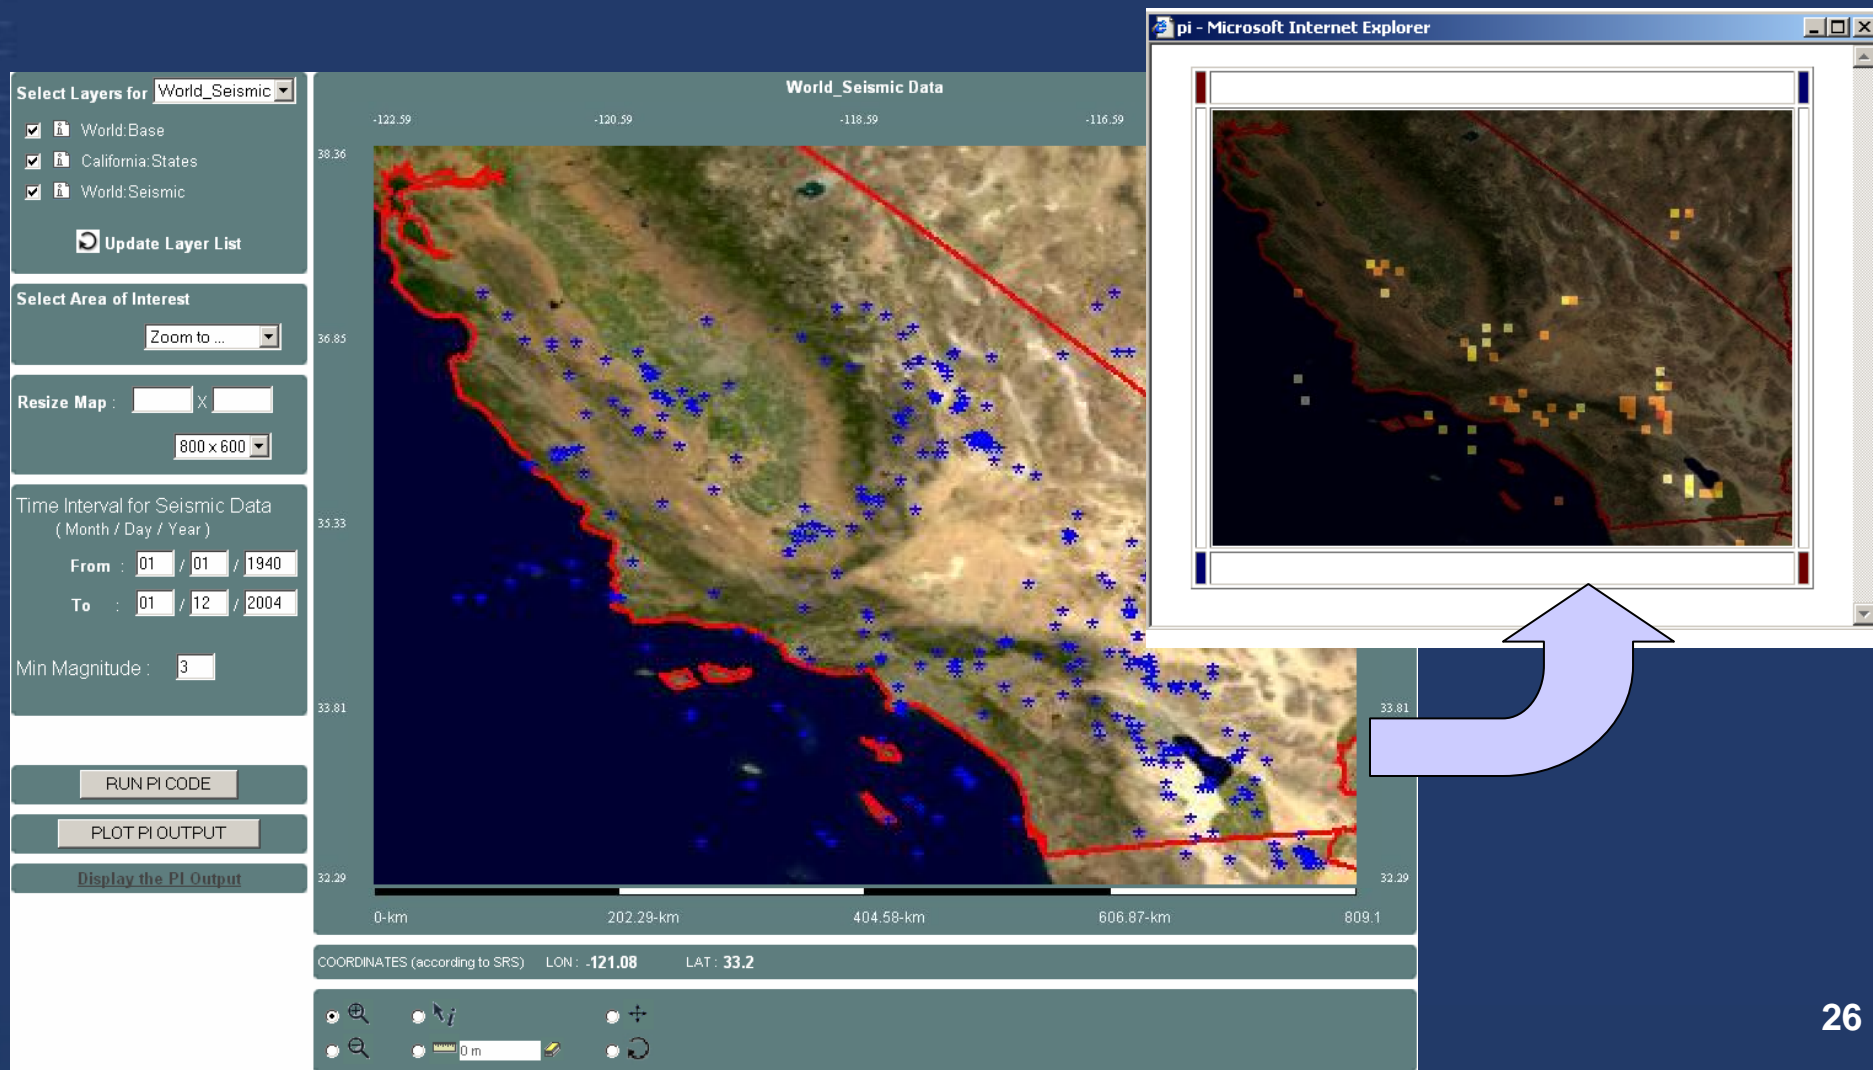 pi - Microsoft Internet Explorer
Select Layers for World_Seismic
World:Base
California:States
World:Seismic
Update Layer List
Select Area of Interest
Zoom to ...
Resize Map : X
800 x 600
Time Interval for Seismic Data
( Month / Day / Year )
From : 01 / 01 / 1940
To : 01 / 12 / 2004
Min Magnitude : 3
RUN PI CODE
PLOT PI OUTPUT
Display the PI Output
World_Seismic Data
-122.59 -120.59 -118.59 -116.59
38.36
36.85
35.33
33.81 33.81
32.29 32.29
0-km 202.29-km 404.58-km 606.87-km 809.1
COORDINATES (according to SRS) LON : -121.08 LAT : 33.2
i
0 m
26